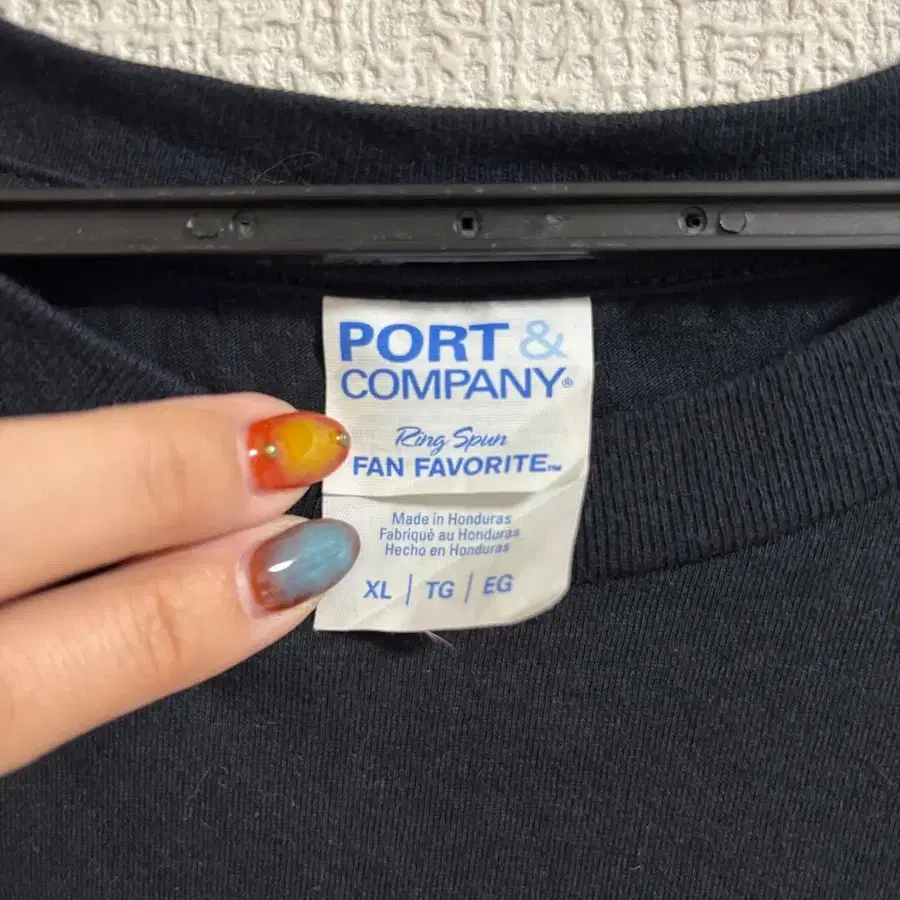 PORT &
COMPANY®
Ring Spun
FAN FAVORITE™
Made in Honduras
Fabriqué au Honduras
Hecho en Honduras
XL | TG | EG